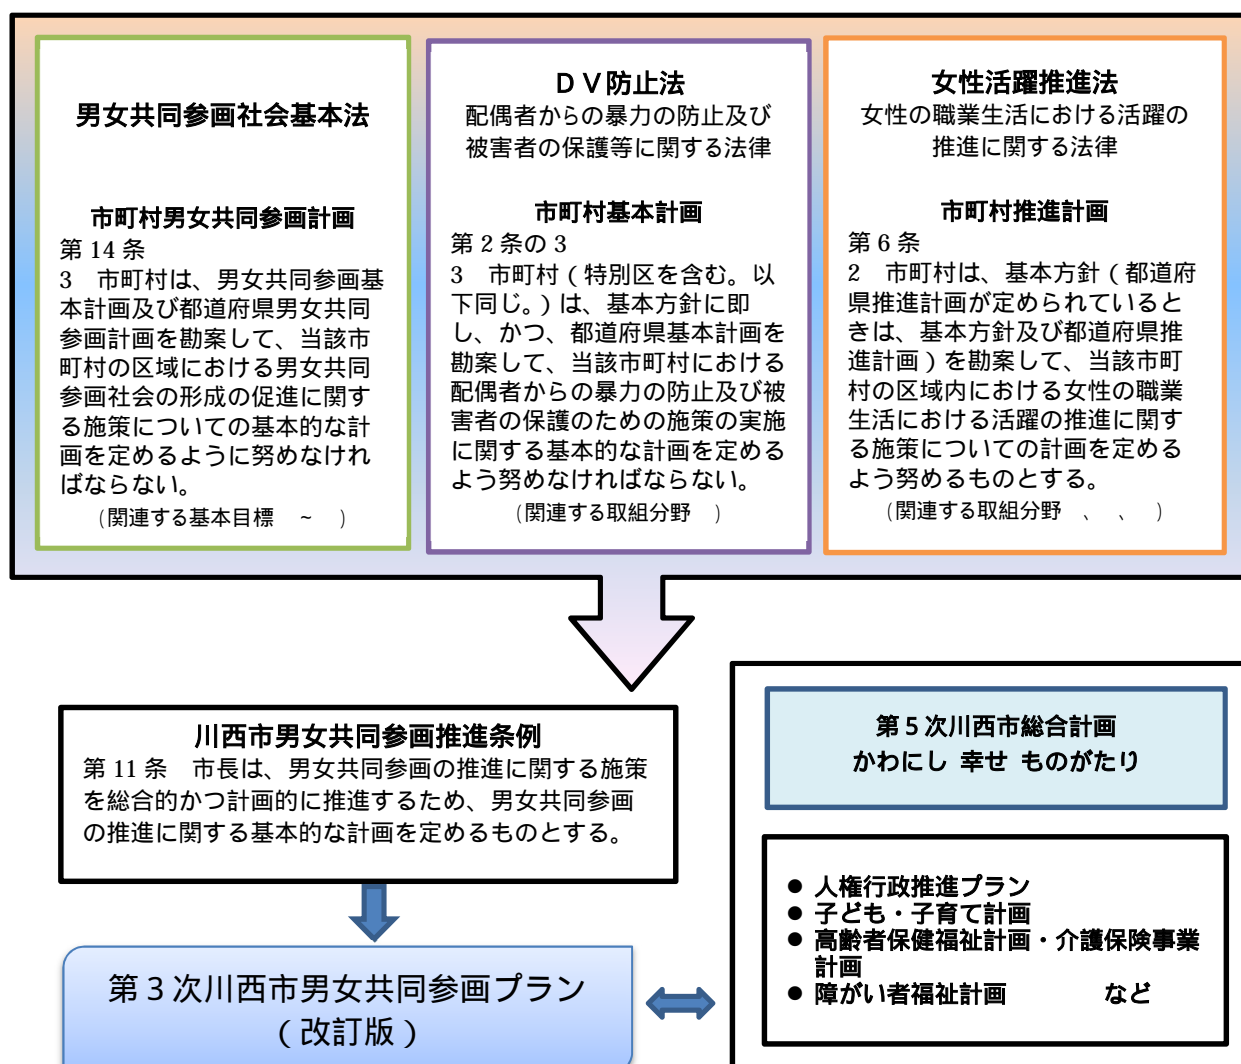 男女共同参画社会基本法
市町村男女共同参画計画
第 14 条
3　市町村は、男女共同参画基
本計画及び都道府県男女共同
参画計画を勘案して、当該市
町村の区域における男女共同
参画社会の形成の促進に関す
る施策についての基本的な計
画を定めるように努めなけれ
ばならない。
（関連する基本目標　～　）
ＤＶ防止法
配偶者からの暴力の防止及び
被害者の保護等に関する法律
市町村基本計画
第 2 条の 3
3　市町村（特別区を含む。以
下同じ。）は、基本方針に即
し、かつ、都道府県基本計画を
勘案して、当該市町村における
配偶者からの暴力の防止及び被
害者の保護のための施策の実施
に関する基本的な計画を定める
よう努めなければならない。
（関連する取組分野　）
女性活躍推進法
女性の職業生活における活躍の
推進に関する法律
市町村推進計画
第 6 条
2　市町村は、基本方針（都道府
県推進計画が定められていると
きは、基本方針及び都道府県推
進計画）を勘案して、当該市町
村の区域内における女性の職業
生活における活躍の推進に関す
る施策についての計画を定める
よう努めるものとする。
（関連する取組分野　、　、　）
川西市男女共同参画推進条例
第 11 条　市長は、男女共同参画の推進に関する施策
を総合的かつ計画的に推進するため、男女共同参画
の推進に関する基本的な計画を定めるものとする。
第３次川西市男女共同参画プラン
（改訂版）
第５次川西市総合計画
かわにし 幸せ ものがたり
● 人権行政推進プラン
● 子ども・子育て計画
● 高齢者保健福祉計画・介護保険事業
計画
● 障がい者福祉計画　　　　など